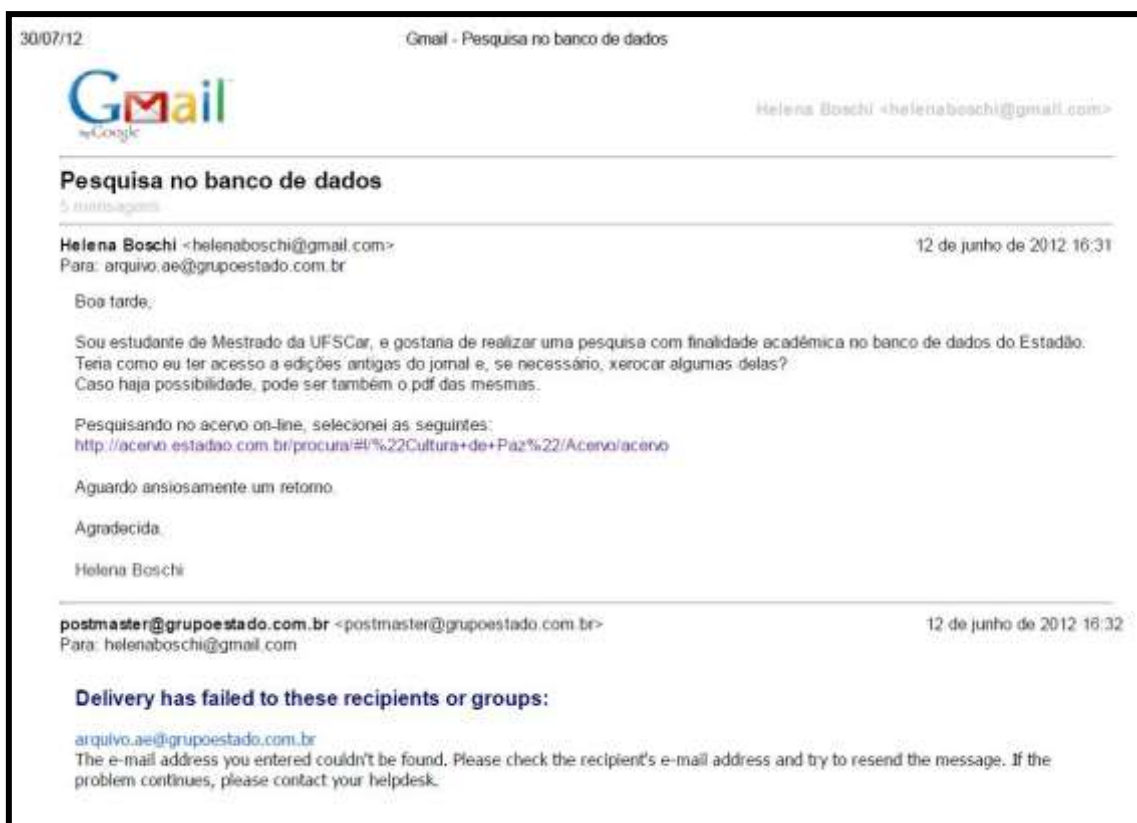 30/07/12 Gmail - Pesquisa no banco de dados
Gmail
by Google
Helena Boschi <helenaboschi@gmail.com>
Pesquisa no banco de dados
5 mensagens
Helena Boschi <helenaboschi@gmail.com> 12 de junho de 2012 16:31
Para: arquivo.ae@grupoestado.com.br
Boa tarde,
Sou estudante de Mestrado da UFSCar, e gostaria de realizar uma pesquisa com finalidade acadêmica no banco de dados do Estadão.
Teria como eu ter acesso a edições antigas do jornal e, se necessário, xerocar algumas delas?
Caso haja possibilidade, pode ser também o pdf das mesmas.
Pesquisando no acervo on-line, selecionei as seguintes:
http://acervo.estadao.com.br/procura/#!/%22Cultura+de+Paz%22/Acervo/acervo
Aguardo ansiosamente um retorno.
Agradecida,
Helena Boschi
postmaster@grupoestado.com.br <postmaster@grupoestado.com.br> 12 de junho de 2012 16:32
Para: helenaboschi@gmail.com
Delivery has failed to these recipients or groups:
arquivo.ae@grupoestado.com.br
The e-mail address you entered couldn't be found. Please check the recipient's e-mail address and try to resend the message. If the
problem continues, please contact your helpdesk.